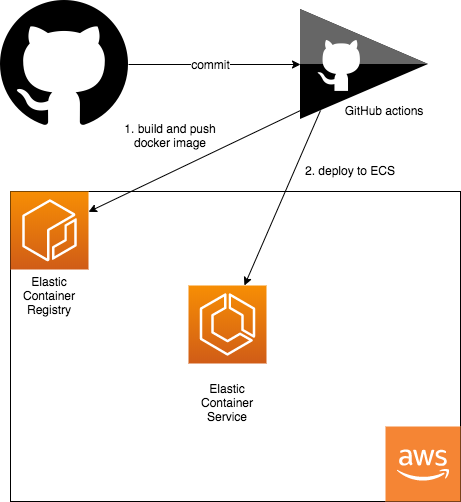 commit
GitHub actions
1. build and push
docker image
2. deploy to ECS
Elastic
Container
Registry
Elastic
Container
Service
aws